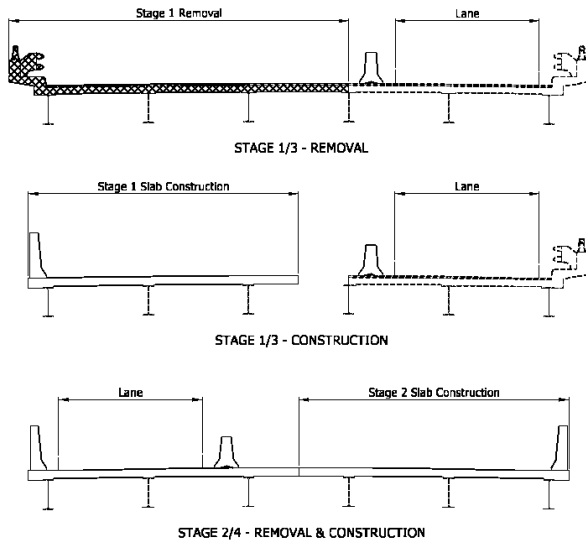 Stage 1 Removal
Lane
STAGE 1/3 - REMOVAL
Stage 1 Slab Construction
Lane
STAGE 1/3 - CONSTRUCTION
Lane
Stage 2 Slab Construction
STAGE 2/4 - REMOVAL & CONSTRUCTION